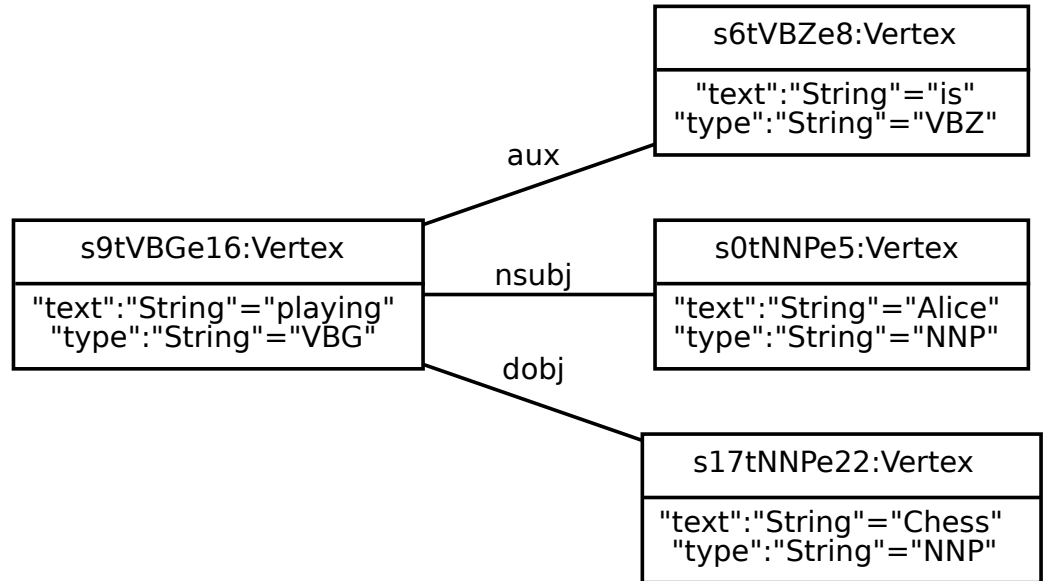 s6tVBZe8:Vertex
"text":"String"="is"
"type":"String"="VBZ"
aux
s9tVBGe16:Vertex
"text":"String"="playing"
"type":"String"="VBG"
nsubj
s0tNNPe5:Vertex
"text":"String"="Alice"
"type":"String"="NNP"
dobj
s17tNNPe22:Vertex
"text":"String"="Chess"
"type":"String"="NNP"